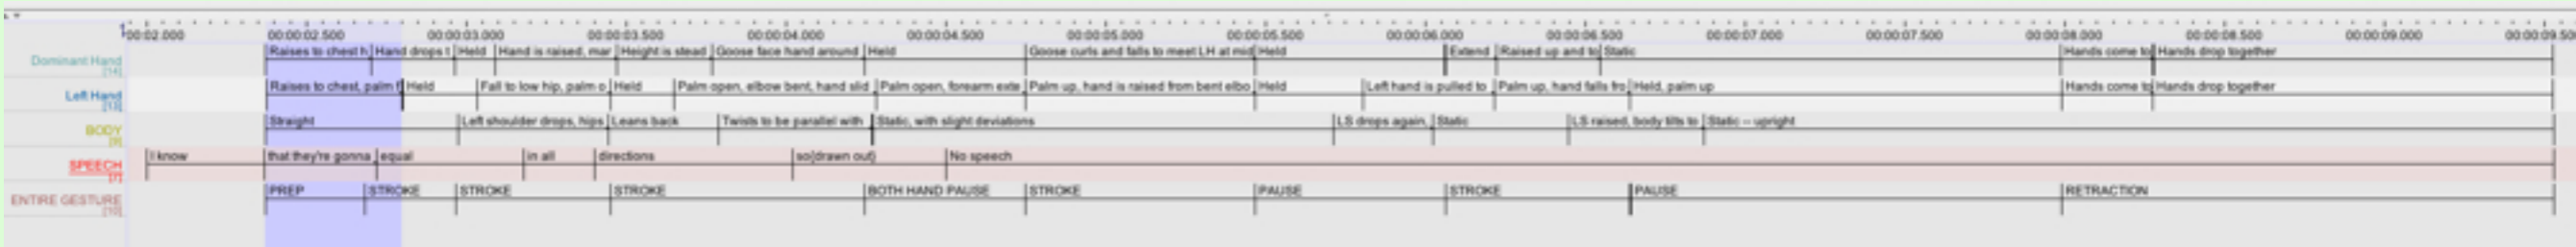 00:02.000 00:00:02.500 00:00:03.000 00:00:03.500 00:00:04.000 00:00:04.500 00:00:05.000 00:00:05.500 00:00:06.000 00:00:06.500 00:00:07.000 00:00:07.500 00:00:08.000 00:00:08.500 00:00:09.000 00:00:09.50
Dominant Hand Raises to chest h Hand drops t Held Hand is raised, mar Height is stead Goose face hand around Held Goose curls and falls to meet LH at mid Held Extend Raised up and to Static Hands come to Hands drop together
[14]
Left Hand Raises to chest, palm f Held Fall to low hip, palm o Held Palm open, elbow bent, hand slid Palm open, forearm exte Palm up, hand is raised from bent elbo Held Left hand is pulled to Palm up, hand falls fro Held, palm up Hands come to Hands drop together
[13]
BODY Straight Left shoulder drops, hips Leans back Twists to be parallel with Static, with slight deviations LS drops again, Static LS raised, body tilts to Static -- upright
[9]
SPEECH I know that they're gonna equal in all directions so(drawn out) No speech
[7]
ENTIRE GESTURE PREP STROKE STROKE STROKE BOTH HAND PAUSE STROKE PAUSE STROKE PAUSE RETRACTION
[10]